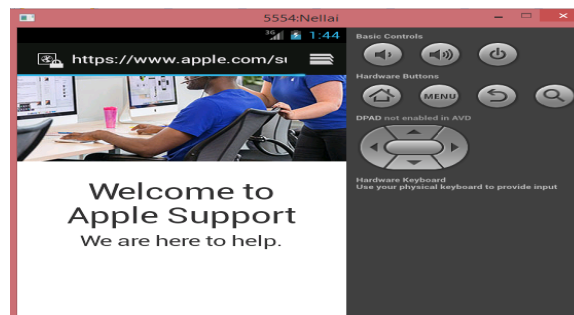 5554:Nellai
3G 1:44
https://www.apple.com/su
Welcome to
Apple Support
We are here to help.
Basic Controls
Hardware Buttons
MENU
DPAD not enabled in AVD
Hardware Keyboard
Use your physical keyboard to provide input